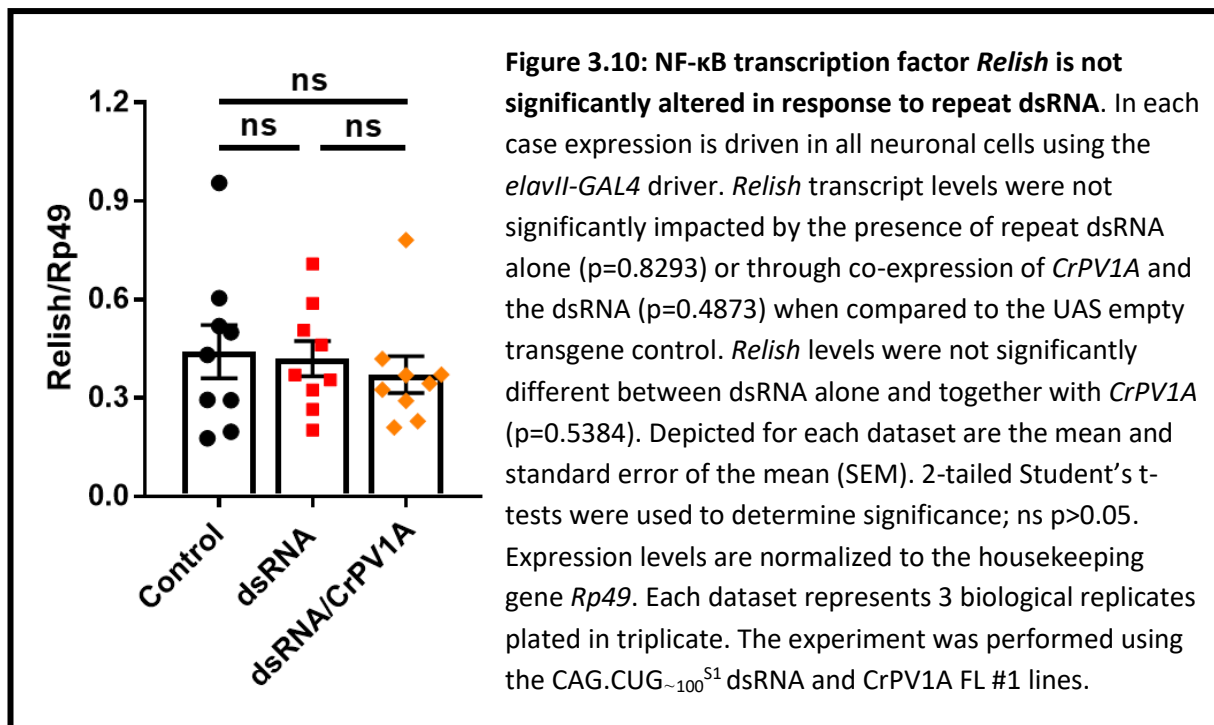 ns
ns ns
1.2
0.9
0.6
0.3
0.0
Relish/Rp49
Control
dsRNA
dsRNA/CrPV1A
Figure 3.10: NF-κB transcription factor Relish is not
significantly altered in response to repeat dsRNA. In each
case expression is driven in all neuronal cells using the
elavII-GAL4 driver. Relish transcript levels were not
significantly impacted by the presence of repeat dsRNA
alone (p=0.8293) or through co-expression of CrPV1A and
the dsRNA (p=0.4873) when compared to the UAS empty
transgene control. Relish levels were not significantly
different between dsRNA alone and together with CrPV1A
(p=0.5384). Depicted for each dataset are the mean and
standard error of the mean (SEM). 2-tailed Student’s t-
tests were used to determine significance; ns p>0.05.
Expression levels are normalized to the housekeeping
gene Rp49. Each dataset represents 3 biological replicates
plated in triplicate. The experiment was performed using
the CAG.CUG~100S1 dsRNA and CrPV1A FL #1 lines.